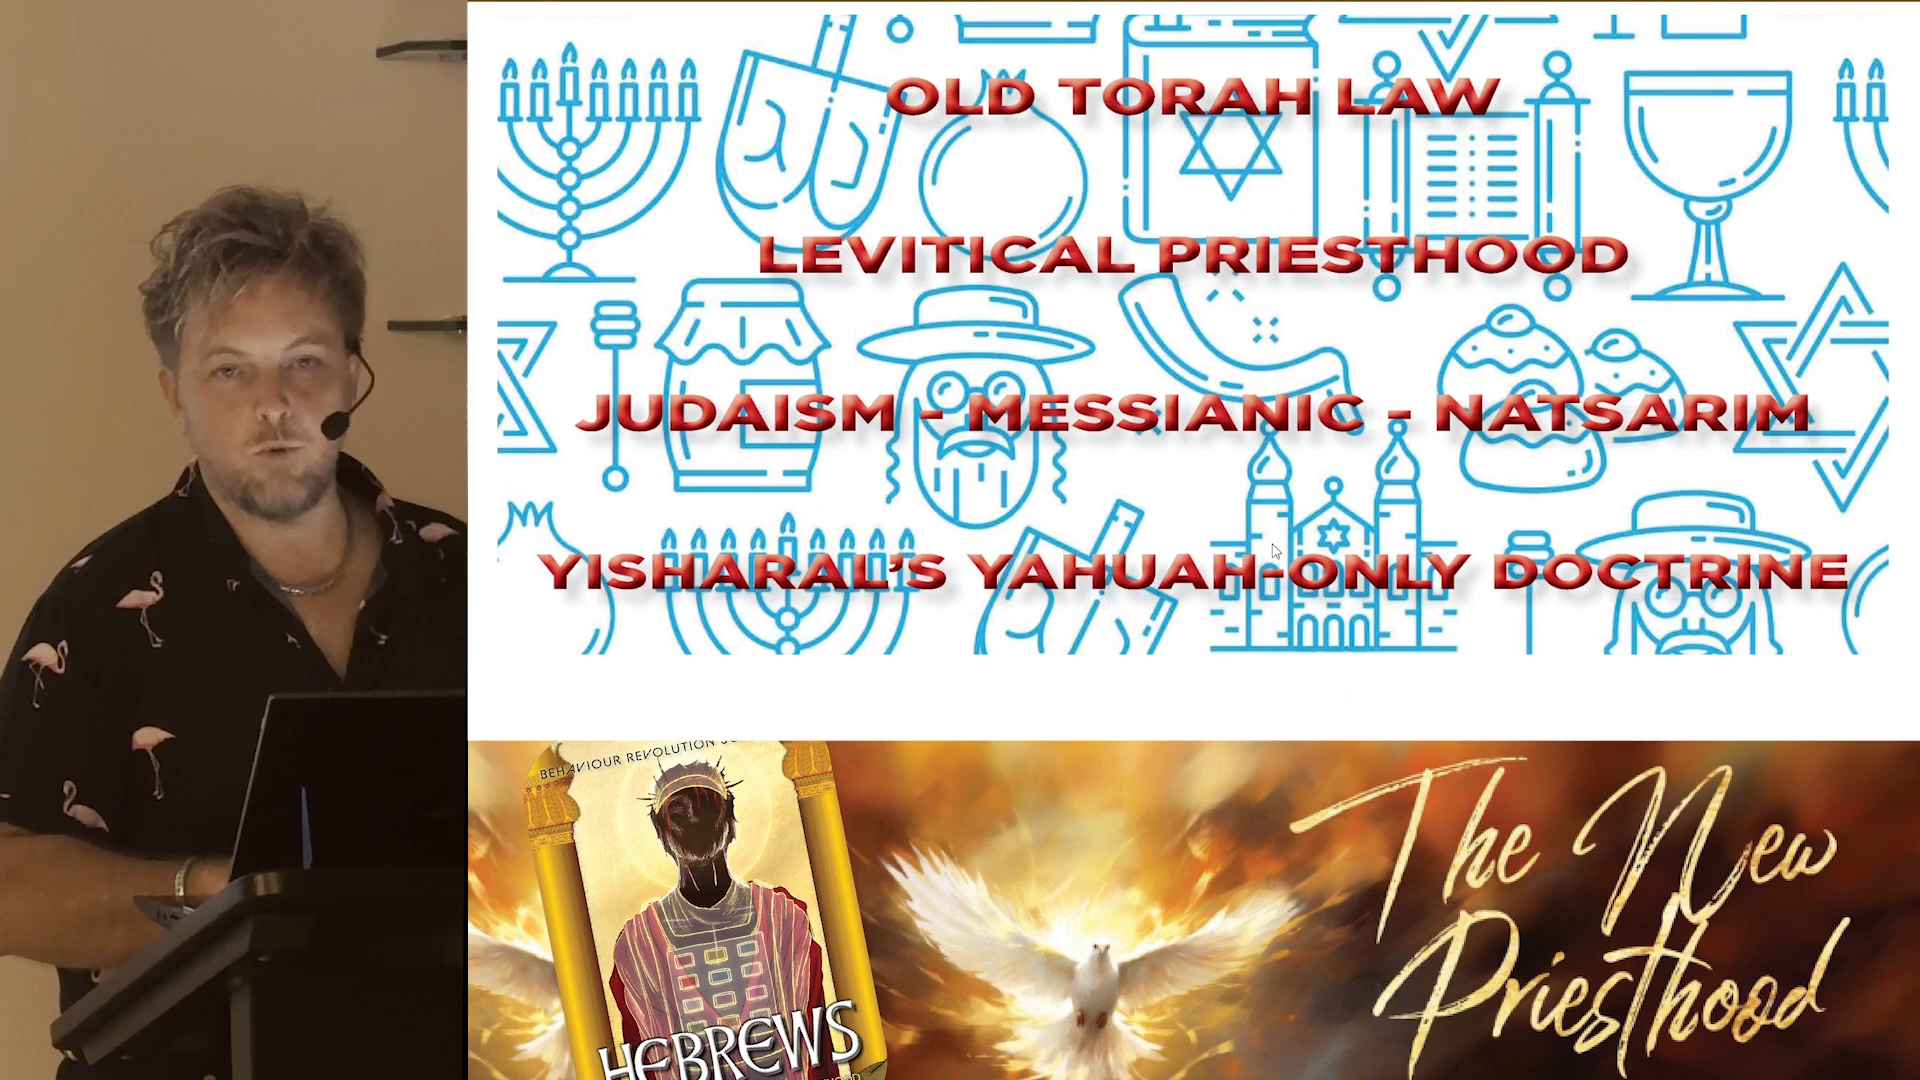 OLD TORAH LAW
LEVITICAL PRIESTHOOD
JUDAISM - MESSIANIC - NATSARIM
YISHARAL'S YAHUAH-ONLY DOCTRINE
BEHAVIOUR REVOLUTION
HEBREWS
The New
Priesthood